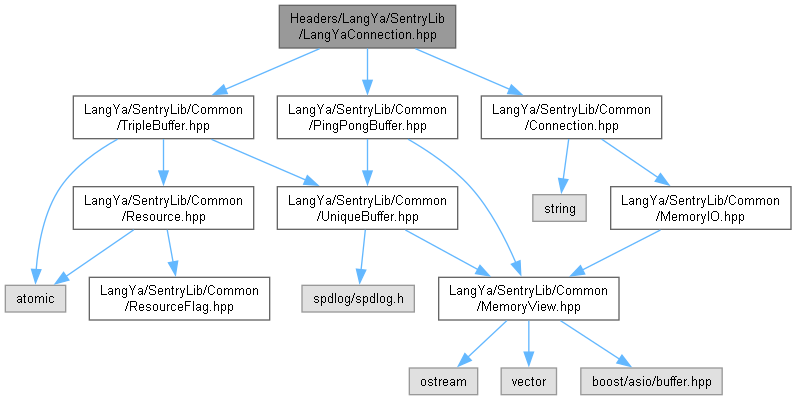 Headers/LangYa/SentryLib
/LangYaConnection.hpp
LangYa/SentryLib/Common
/TripleBuffer.hpp
LangYa/SentryLib/Common
/PingPongBuffer.hpp
LangYa/SentryLib/Common
/Connection.hpp
LangYa/SentryLib/Common
/Resource.hpp
LangYa/SentryLib/Common
/UniqueBuffer.hpp
string
LangYa/SentryLib/Common
/MemoryIO.hpp
atomic
LangYa/SentryLib/Common
/ResourceFlag.hpp
spdlog/spdlog.h
LangYa/SentryLib/Common
/MemoryView.hpp
ostream
vector
boost/asio/buffer.hpp